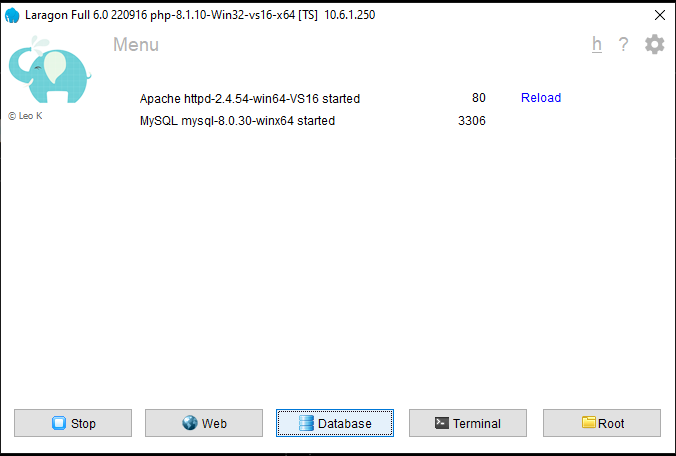 Laragon Full 6.0 220916 php-8.1.10-Win32-vs16-x64 [TS]  10.6.1.250
Menu
h ?
© Leo K
Apache httpd-2.4.54-win64-VS16 started 80 Reload
MySQL mysql-8.0.30-winx64 started 3306
Stop Web Database Terminal Root